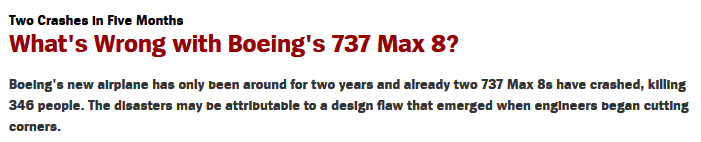 Two Crashes in Five Months
What's Wrong with Boeing's 737 Max 8?
Boeing's new airplane has only been around for two years and already two 737 Max 8s have crashed, killing
346 people. The disasters may be attributable to a design flaw that emerged when engineers began cutting
corners.